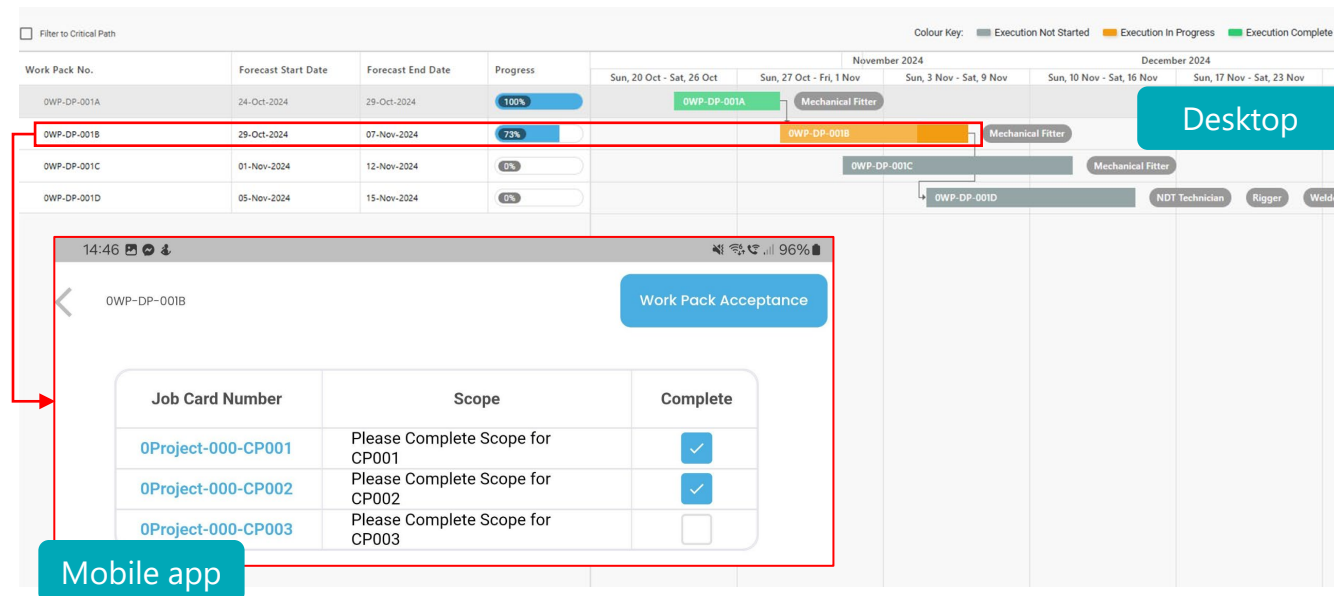 Filter to Critical Path
Colour Key: Execution Not Started Execution In Progress Execution Complete
Work Pack No. Forecast Start Date Forecast End Date Progress
November 2024 December 2024
Sun, 20 Oct - Sat, 26 Oct Sun, 27 Oct - Fri, 1 Nov Sun, 3 Nov - Sat, 9 Nov Sun, 10 Nov - Sat, 16 Nov Sun, 17 Nov - Sat, 23 Nov
0WP-DP-001A 24-Oct-2024 29-Oct-2024 100% 0WP-DP-001A Mechanical Fitter
Desktop
0WP-DP-001B 29-Oct-2024 07-Nov-2024 73% 0WP-DP-001B Mechanical Fitter
0WP-DP-001C 01-Nov-2024 12-Nov-2024 0% 0WP-DP-001C Mechanical Fitter
0WP-DP-001D 05-Nov-2024 15-Nov-2024 0% 0WP-DP-001D NDT Technician Rigger Welde
14:46 96%
0WP-DP-001B Work Pack Acceptance
Job Card Number Scope Complete
0Project-000-CP001 Please Complete Scope for
CP001
0Project-000-CP002 Please Complete Scope for
CP002
0Project-000-CP003 Please Complete Scope for
CP003
Mobile app